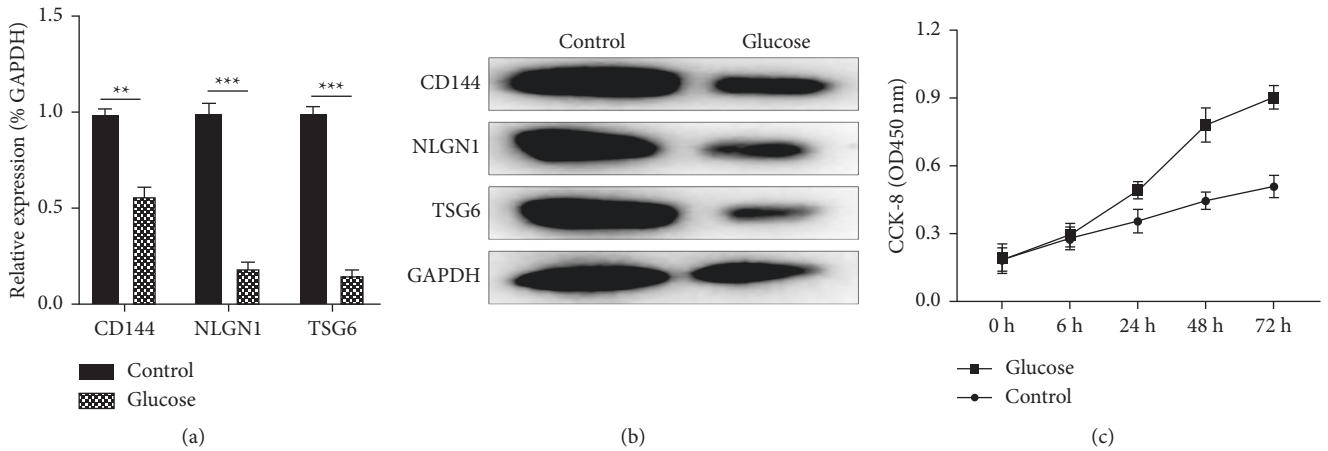 Relative expression (% GAPDH)
1.5
1.0
0.5
0.0
**
***
***
CD144
NLGN1
TSG6
Control
Glucose
(a)
Control
Glucose
CD144
NLGN1
TSG6
GAPDH
(b)
CCK-8 (OD450 nm)
1.2
0.9
0.6
0.3
0.0
0 h
6 h
24 h
48 h
72 h
Glucose
Control
(c)